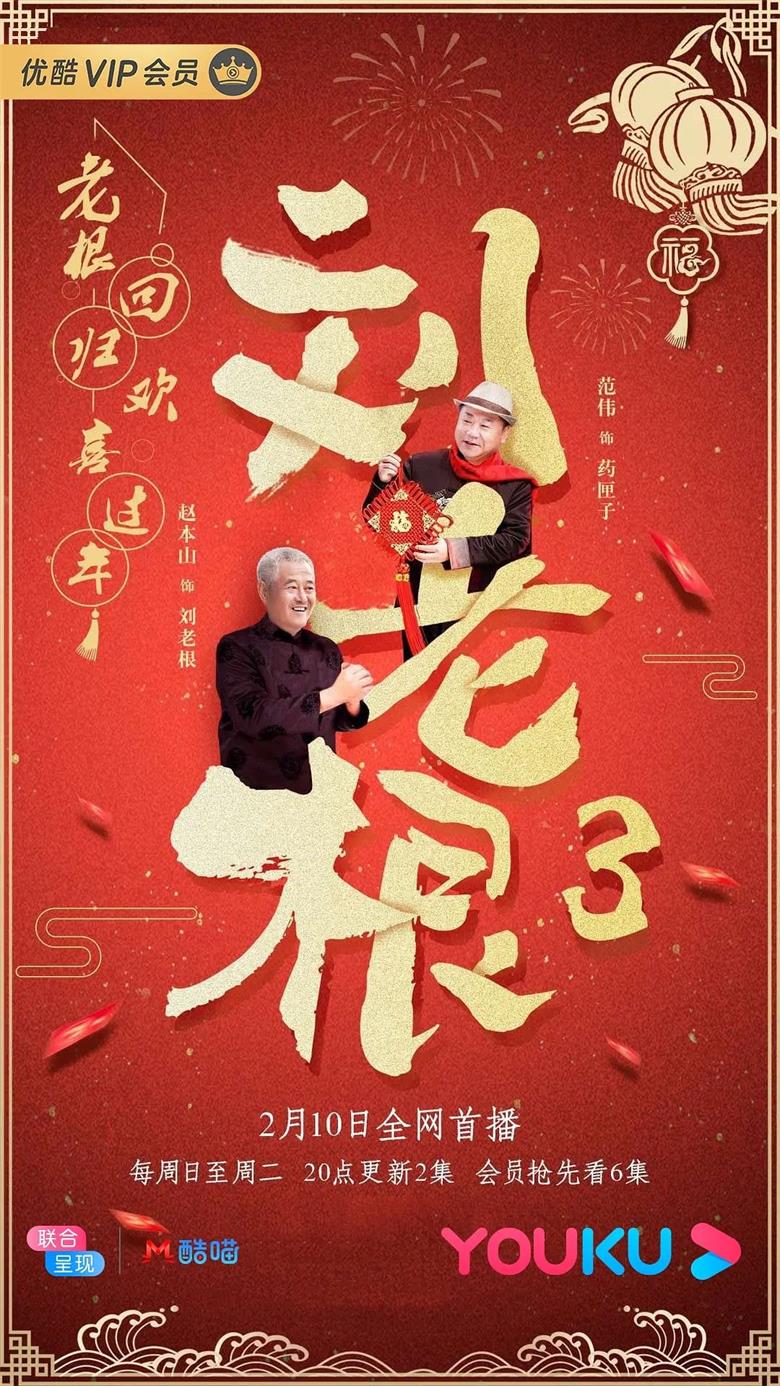 优酷 VIP 会员
老根
回归
欢喜
过年
福
刘老根3
范伟 饰 药匣子
福
赵本山 饰 刘老根
2月10日全网首播
每周日至周二 20点更新2集 会员抢先看6集
联合
呈现
酷喵
YOUKU